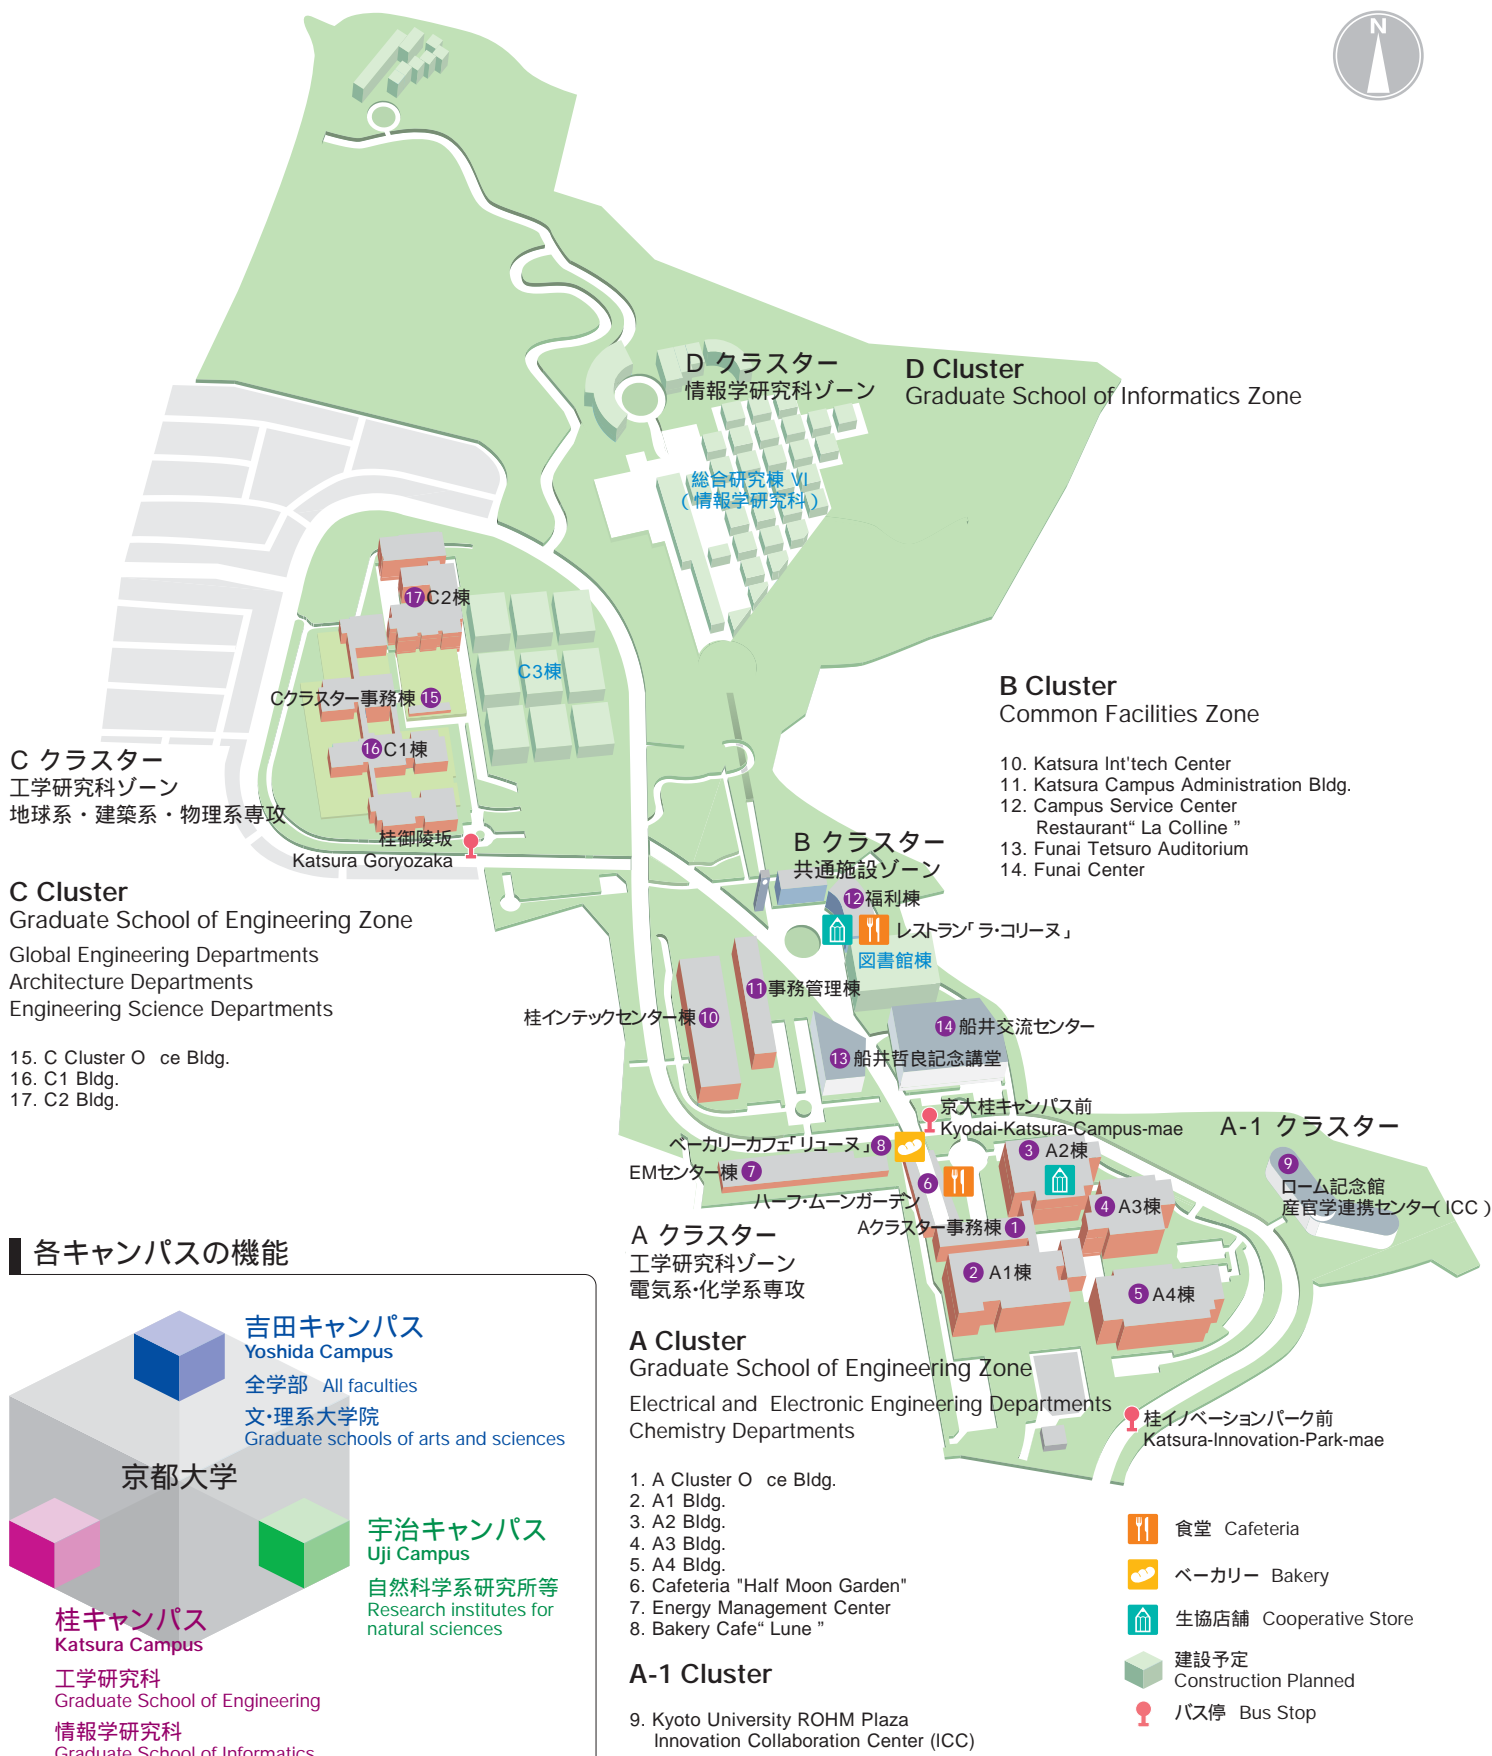 N
D クラスター
情報学研究科ゾーン
D Cluster
Graduate School of Informatics Zone
総合研究棟 VI
(情報学研究科)
17 C2棟
C3棟
Cクラスター事務棟 15
16 C1棟
C クラスター
工学研究科ゾーン
地球系・建築系・物理系専攻
桂御陵坂
Katsura Goryozaka
C Cluster
Graduate School of Engineering Zone
Global Engineering Departments
Architecture Departments
Engineering Science Departments
15. C Cluster O ce Bldg.
16. C1 Bldg.
17. C2 Bldg.
B Cluster
Common Facilities Zone
10. Katsura Int'tech Center
11. Katsura Campus Administration Bldg.
12. Campus Service Center
Restaurant“ La Colline ”
13. Funai Tetsuro Auditorium
14. Funai Center
B クラスター
共通施設ゾーン
12 福利棟
レストラン「ラ・コリーヌ」
図書館棟
11 事務管理棟
桂インテックセンター棟 10
14 船井交流センター
13 船井哲良記念講堂
京大桂キャンパス前
Kyodai-Katsura-Campus-mae
ベーカリーカフェ「リューヌ」 8
EMセンター棟 7
6
ハーフ・ムーンガーデン
3 A2棟
4 A3棟
Aクラスター事務棟 1
2 A1棟
5 A4棟
A-1 クラスター
9
ローム記念館
産官学連携センター(ICC)
A クラスター
工学研究科ゾーン
電気系・化学系専攻
A Cluster
Graduate School of Engineering Zone
Electrical and Electronic Engineering Departments
Chemistry Departments
桂イノベーションパーク前
Katsura-Innovation-Park-mae
1. A Cluster O ce Bldg.
2. A1 Bldg.
3. A2 Bldg.
4. A3 Bldg.
5. A4 Bldg.
6. Cafeteria "Half Moon Garden"
7. Energy Management Center
8. Bakery Cafe“ Lune ”
A-1 Cluster
9. Kyoto University ROHM Plaza
Innovation Collaboration Center (ICC)
食堂 Cafeteria
ベーカリー Bakery
生協店舗 Cooperative Store
建設予定
Construction Planned
バス停 Bus Stop
各キャンパスの機能
吉田キャンパス
Yoshida Campus
全学部 All faculties
文・理系大学院
Graduate schools of arts and sciences
京都大学
宇治キャンパス
Uji Campus
自然科学系研究所等
Research institutes for
natural sciences
桂キャンパス
Katsura Campus
工学研究科
Graduate School of Engineering
情報学研究科
Graduate School of Informatics